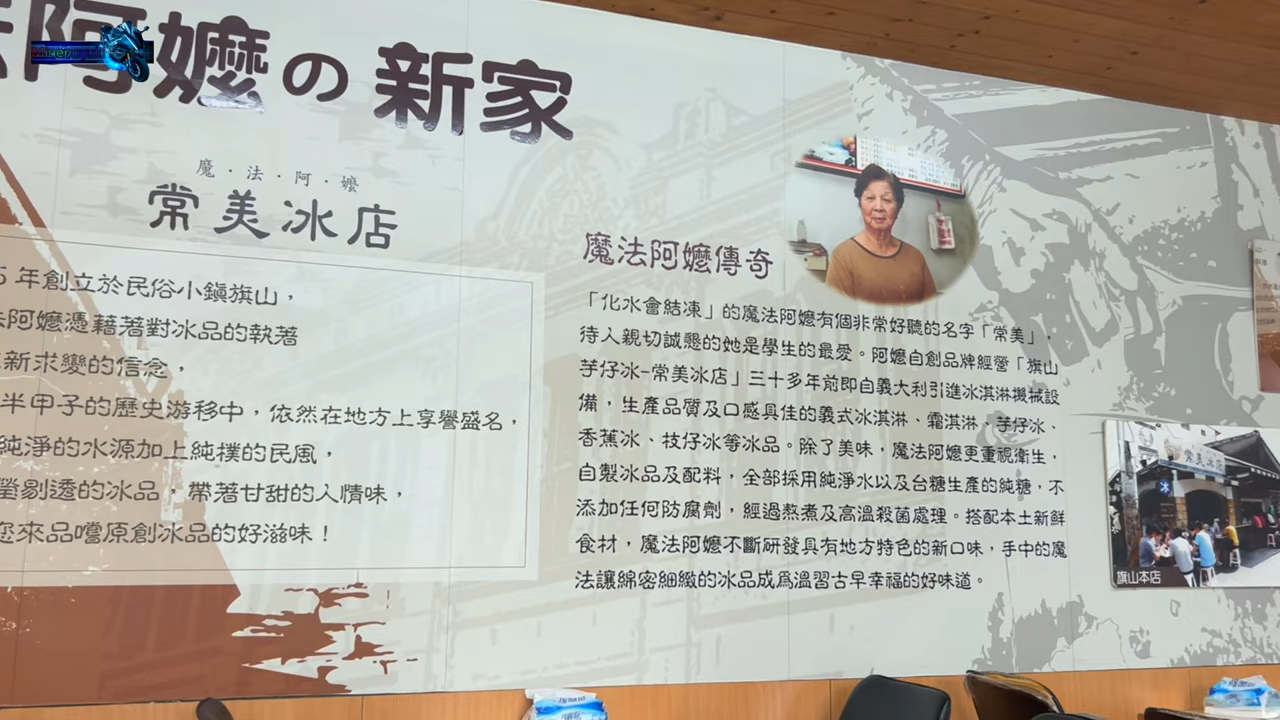 法阿嬤の新家
魔·法·阿·嬤
常美冰店
5年創立於民俗小鎮旗山，
法阿嬤憑藉著對冰品的執著
新求變的信念，
半甲子的歷史游移中，依然在地方上享譽盛名，
純淨的水源加上純樸的民風，
瑩剔透的冰品，帶著甘甜的人情味，
您來品嚐原創冰品的好滋味！
魔法阿嬤傳奇
「化水會結凍」的魔法阿嬤有個非常好聽的名字「常美」，
待人親切誠懇的她是學生的最愛。阿嬤自創品牌經營「旗山
芋仔冰-常美冰店」三十多年前即自義大利引進冰淇淋機械設
備，生產品質及口感具佳的義式冰淇淋、霜淇淋、芋仔冰、
香蕉冰、枝仔冰等冰品。除了美味，魔法阿嬤更重視衛生，
自製冰品及配料，全部採用純淨水以及台糖生產的純糖，不
添加任何防腐劑，經過熬煮及高溫殺菌處理。搭配本土新鮮
食材，魔法阿嬤不斷研發具有地方特色的新口味，手中的魔
法讓綿密細緻的冰品成為溫習古早幸福的好味道。
常美冰店
旗山本店